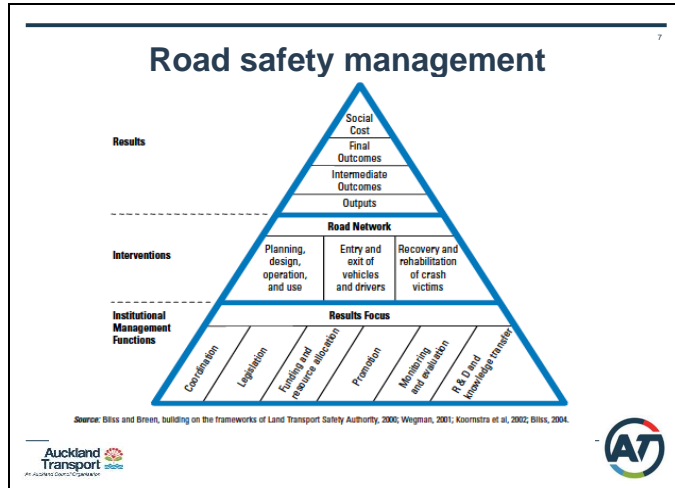 7
Road safety management
Results
Social
Cost
Final
Outcomes
Intermediate
Outcomes
Outputs
Interventions
Road Network
Planning,
design,
operation,
and use
Entry and
exit of
vehicles
and drivers
Recovery and
rehabilitation
of crash
victims
Institutional
Management
Functions
Results Focus
Coordination
Legislation
Funding and
resource allocation
Promotion
Monitoring
and evaluation
R & D and
knowledge transfer
Source: Bliss and Breen, building on the frameworks of Land Transport Safety Authority, 2000; Wegman, 2001; Koornstra et al, 2002; Bliss, 2004.
Auckland
Transport
An Auckland Council Organisation
AT